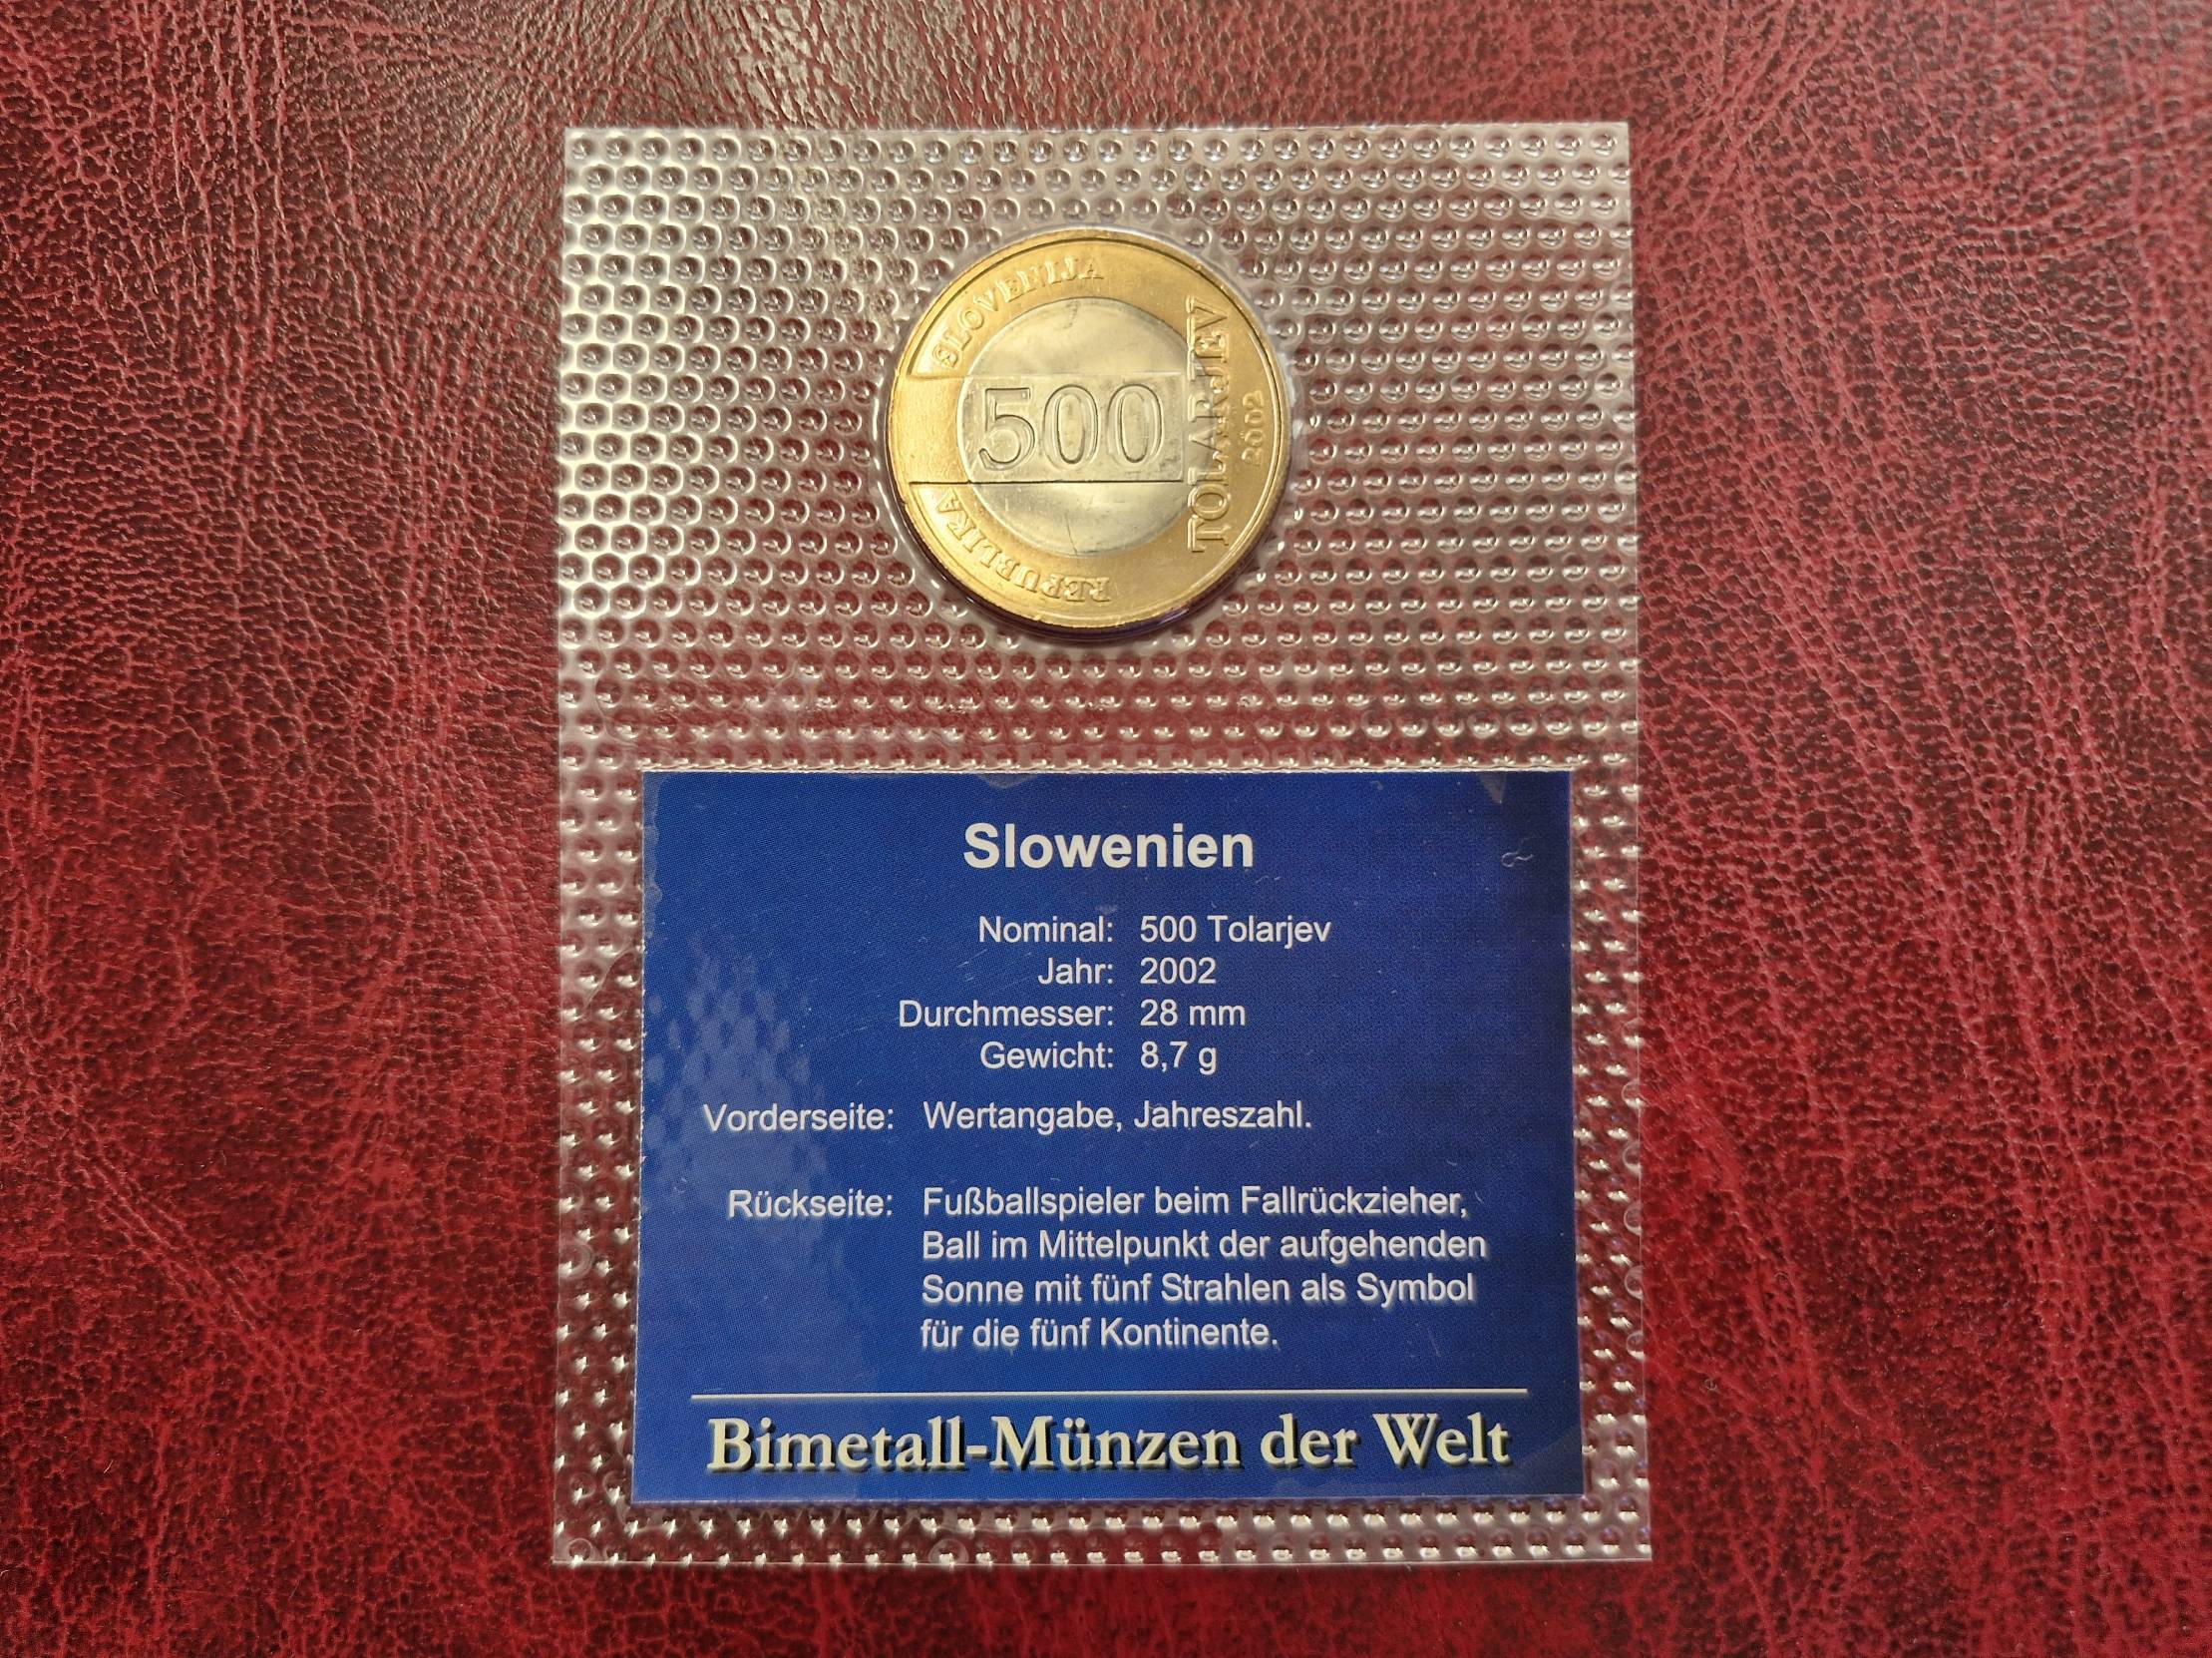 SLOVENIJA
500
TOLARJEV
2002
REPUBLIKA
Slowenien
Nominal: 500 Tolarjev
Jahr: 2002
Durchmesser: 28 mm
Gewicht: 8,7 g
Vorderseite: Wertangabe, Jahreszahl.
Rückseite: Fußballspieler beim Fallrückzieher,
Ball im Mittelpunkt der aufgehenden
Sonne mit fünf Strahlen als Symbol
für die fünf Kontinente.
Bimetall-Münzen der Welt